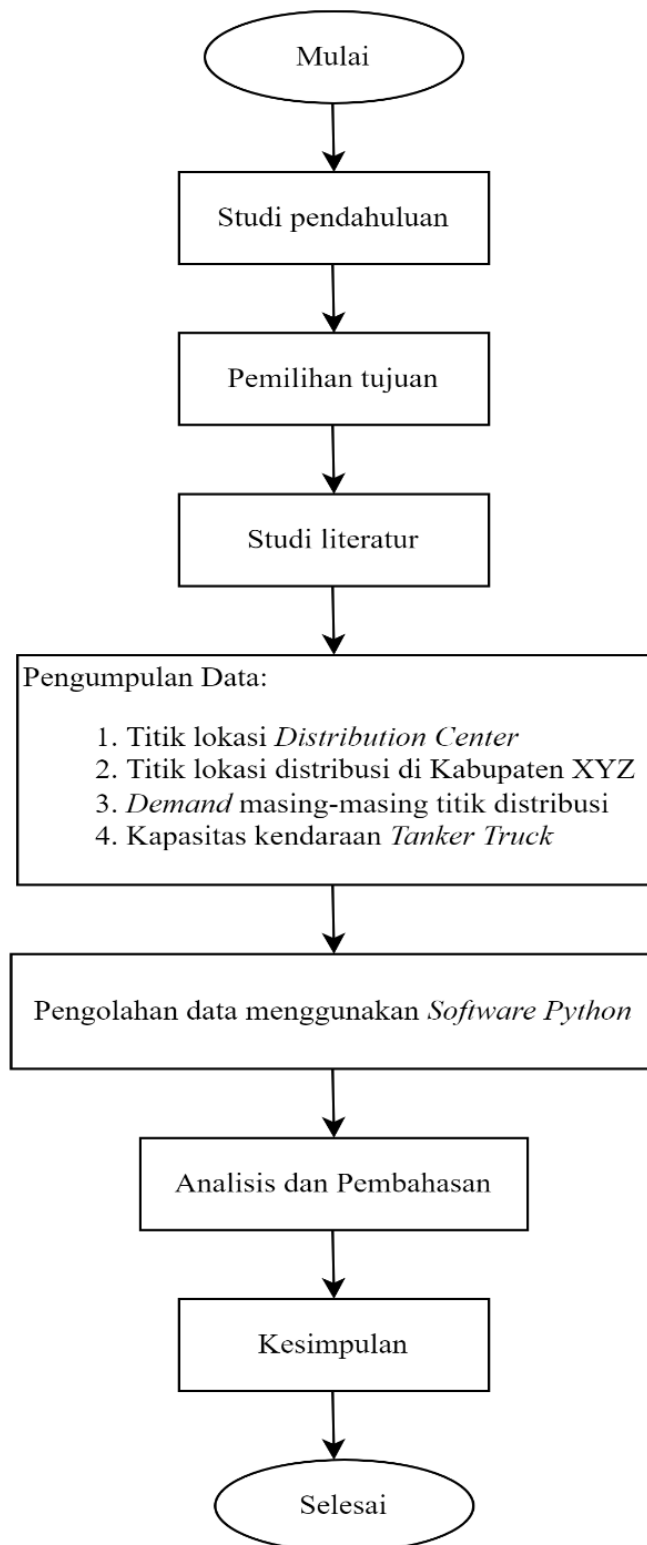 Mulai
Studi pendahuluan
Pemilihan tujuan
Studi literatur
Pengumpulan Data:
1. Titik lokasi Distribution Center
2. Titik lokasi distribusi di Kabupaten XYZ
3. Demand masing-masing titik distribusi
4. Kapasitas kendaraan Tanker Truck
Pengolahan data menggunakan Software Python
Analisis dan Pembahasan
Kesimpulan
Selesai